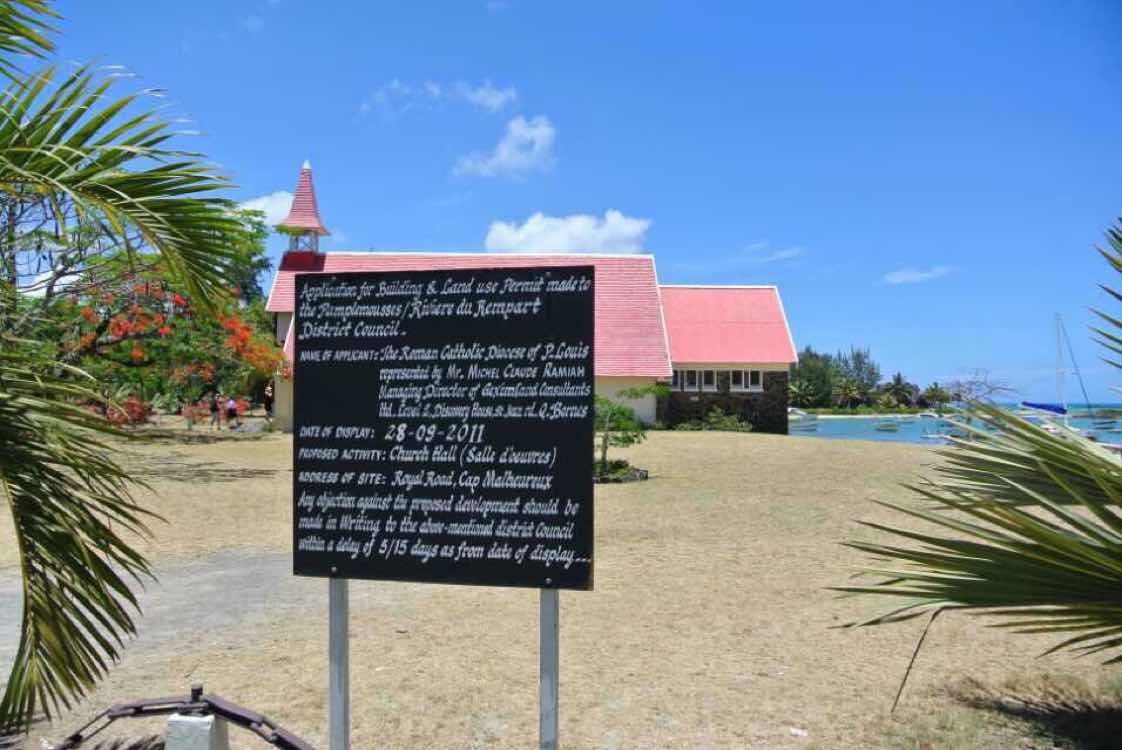 Application for Building & Land use Permit made to
the Pamplemousses/Rivière du Rempart
District Council.
NAME OF APPLICANT: The Roman Catholic Diocese of P. Louis
represented by Mr. MICHEL CLAUDE RAMIAH
Managing Director of Geximland Consultants
ltd, Level 2, Discovery House, St. Jean rd. Q. Bornes
DATE OF DISPLAY: 28-09-2011
PROPOSED ACTIVITY: Church Hall (Salle d'oeuvres)
ADDRESS OF SITE: Royal Road, Cap Malheureux
Any objection against the proposed development should be
made in Writing to the above-mentioned district Council
within a delay of 5/15 days as from date of display...